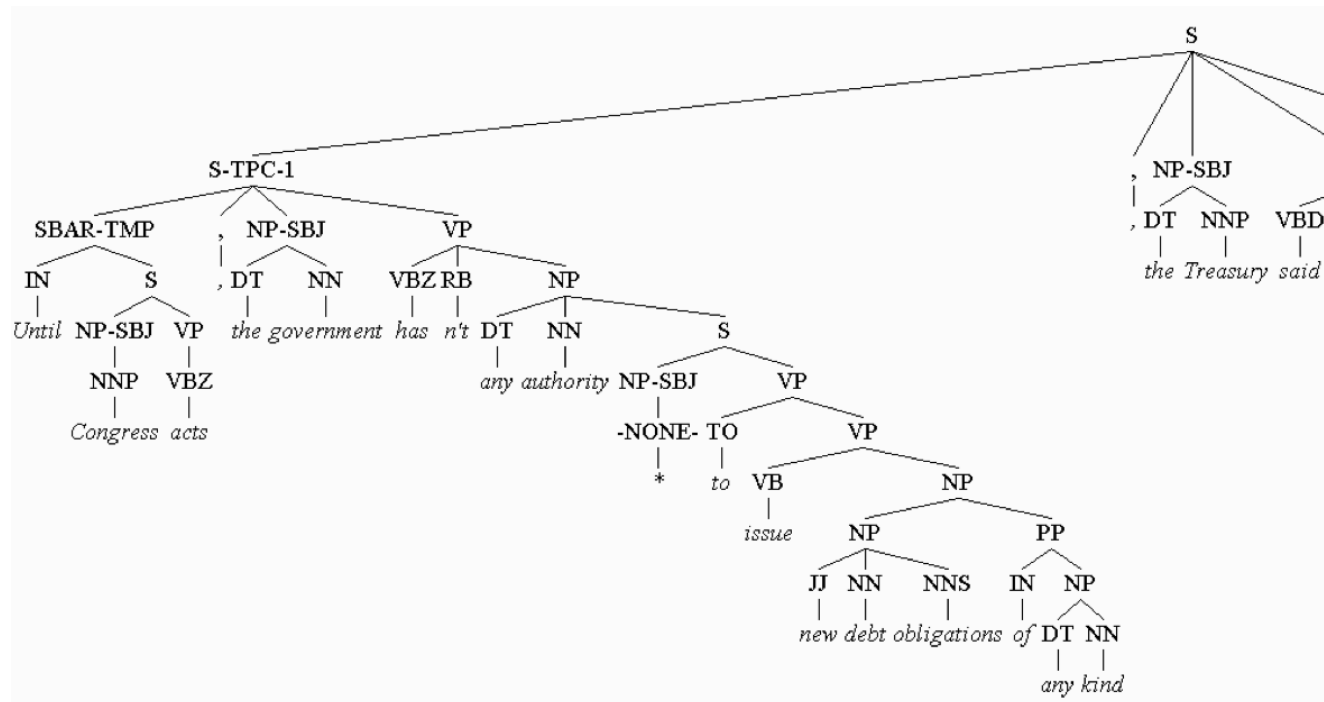 S
S-TPC-1 , NP-SBJ
SBAR-TMP , NP-SBJ VP , DT NNP VBD
IN S , DT NN VBZ RB NP the Treasury said
Until NP-SBJ VP the government has n't DT NN S
NNP VBZ any authority NP-SBJ VP
Congress acts -NONE- TO VP
* to VB NP
issue NP PP
JJ NN NNS IN NP
new debt obligations of DT NN
any kind